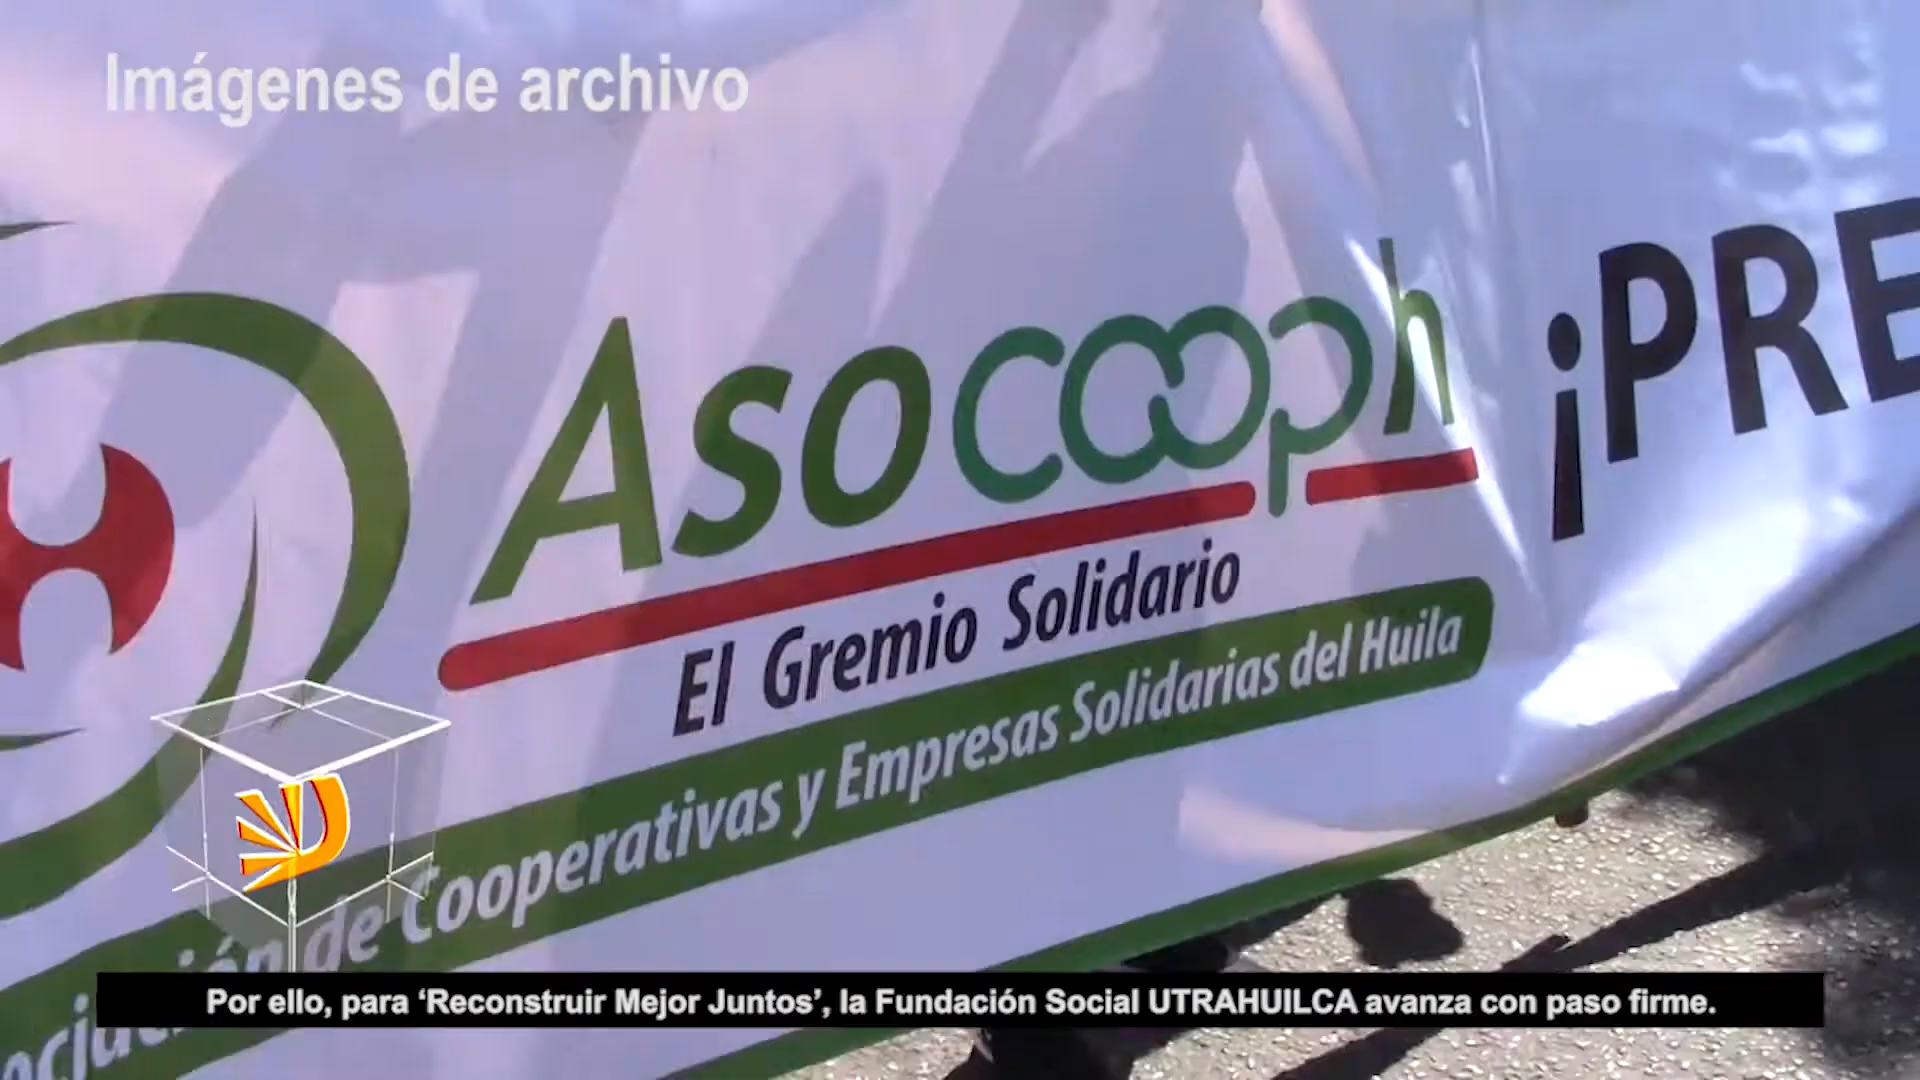 Imágenes de archivo
Asocooph
¡PRE
El Gremio Solidario
ociación de Cooperativas y Empresas Solidarias del Huila
Por ello, para ‘Reconstruir Mejor Juntos’, la Fundación Social UTRAHUILCA avanza con paso firme.